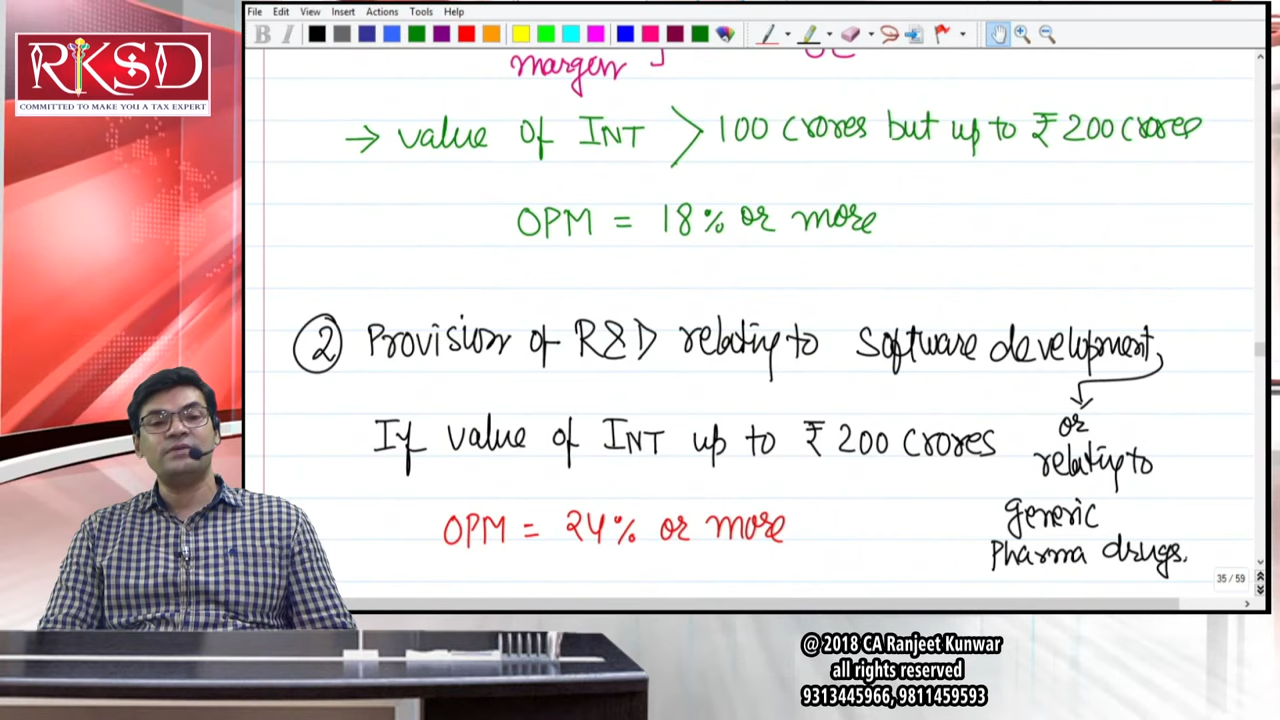 File Edit View Insert Actions Tools Help
B I
RKSD
COMMITTED TO MAKE YOU A TAX EXPERT
margin
→ value of INT > 100 crores but up to ₹ 200 crores
OPM = 18% or more
② Provision of R&D relating to Software development,
or
relating to
generic
Pharma drugs.
If value of INT up to ₹ 200 crores
OPM = 24% or more
35 / 59
@ 2018 CA Ranjeet Kunwar
all rights reserved
9313445966, 9811459593